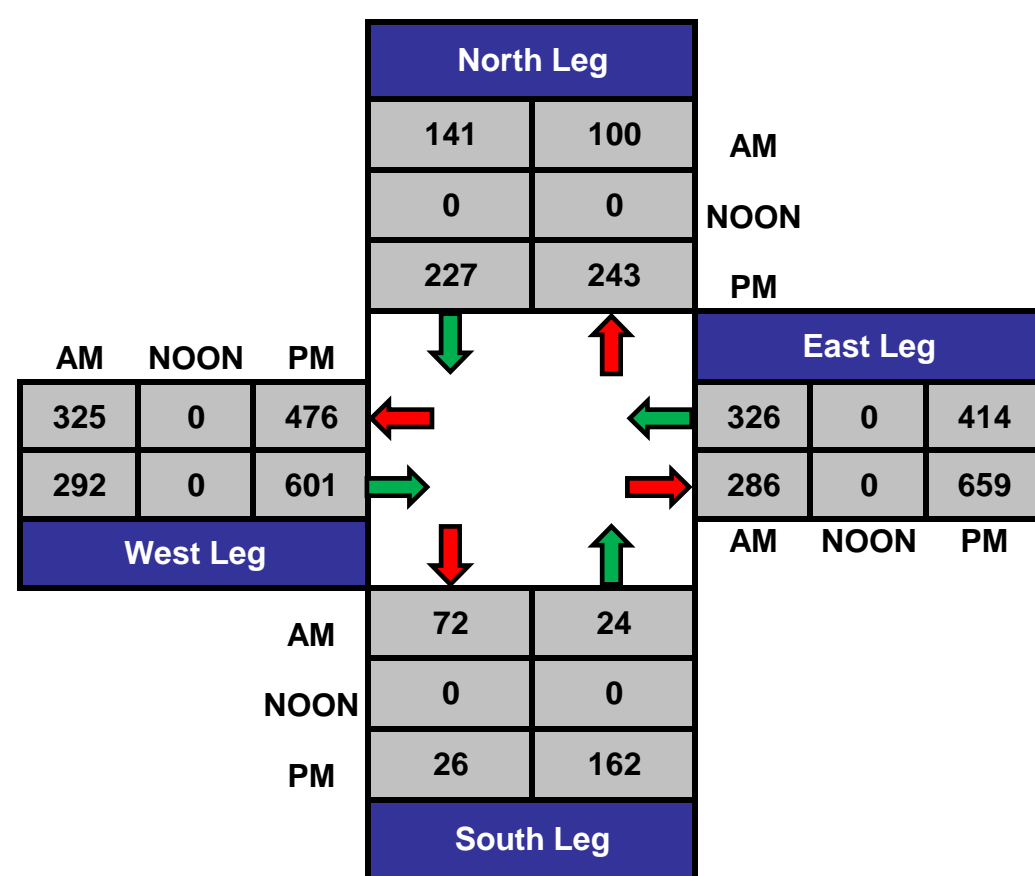 North Leg
141 100 AM
0 0 NOON
227 243 PM
East Leg
AM NOON PM
325 0 476 326 0 414
292 0 601 286 0 659
West Leg AM NOON PM
AM 72 24
NOON 0 0
PM 26 162
South Leg